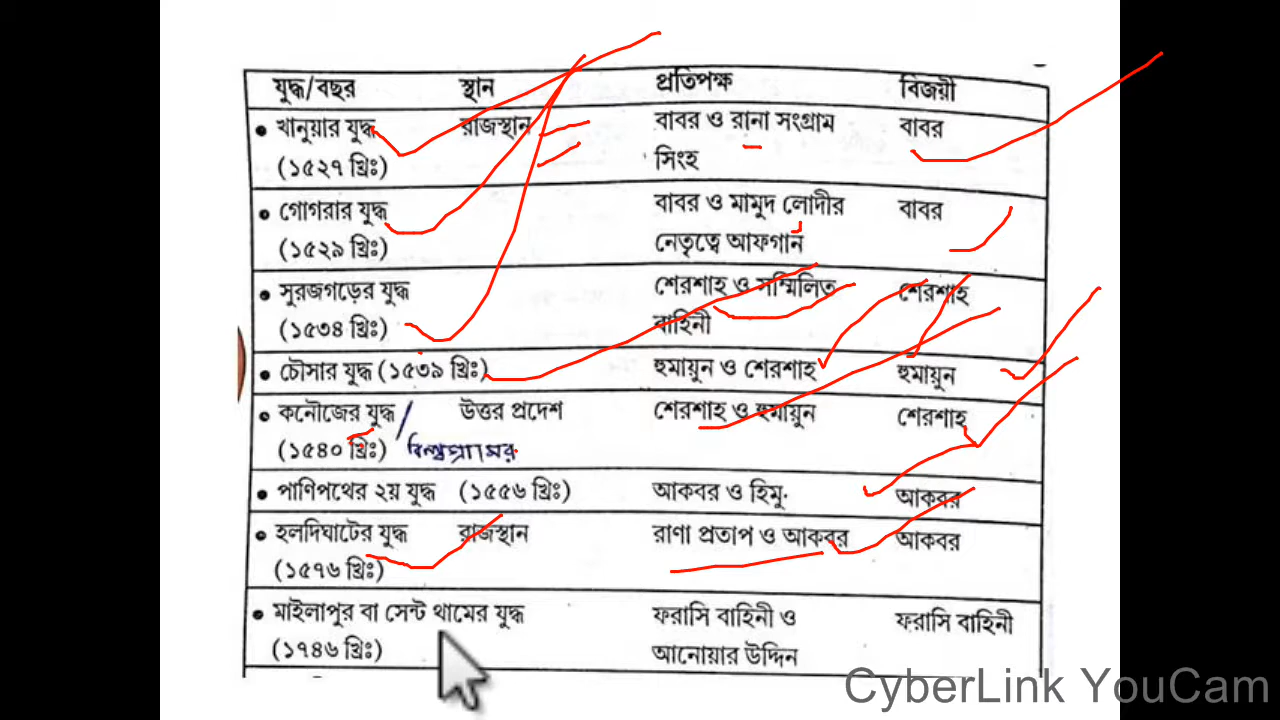 যুদ্ধ/বছর স্থান প্রতিপক্ষ বিজয়ী
• খানুয়ার যুদ্ধ রাজস্থান বাবর ও রানা সংগ্রাম বাবর
(১৫২৭ খ্রিঃ) সিংহ
• গোগরার যুদ্ধ বাবর ও মামুদ লোদীর বাবর
(১৫২৯ খ্রিঃ) নেতৃত্বে আফগান
• সুরজগড়ের যুদ্ধ শেরশাহ ও সম্মিলিত শেরশাহ
(১৫৩৪ খ্রিঃ) বাহিনী
• চৌসার যুদ্ধ (১৫৩৯ খ্রিঃ) হুমায়ুন ও শেরশাহ হুমায়ুন
• কনৌজের যুদ্ধ/ উত্তর প্রদেশ শেরশাহ ও হুমায়ুন শেরশাহ
(১৫৪০ খ্রিঃ) বিল্বগ্রামের
• পাণিপথের ২য় যুদ্ধ (১৫৫৬ খ্রিঃ) আকবর ও হিমু আকবর
• হলদিঘাটের যুদ্ধ রাজস্থান রাণা প্রতাপ ও আকবর আকবর
(১৫৭৬ খ্রিঃ)
• মাইলাপুর বা সেন্ট থামের যুদ্ধ ফরাসি বাহিনী ও ফরাসি বাহিনী
(১৭৪৬ খ্রিঃ) আনোয়ার উদ্দিন
CyberLink YouCam